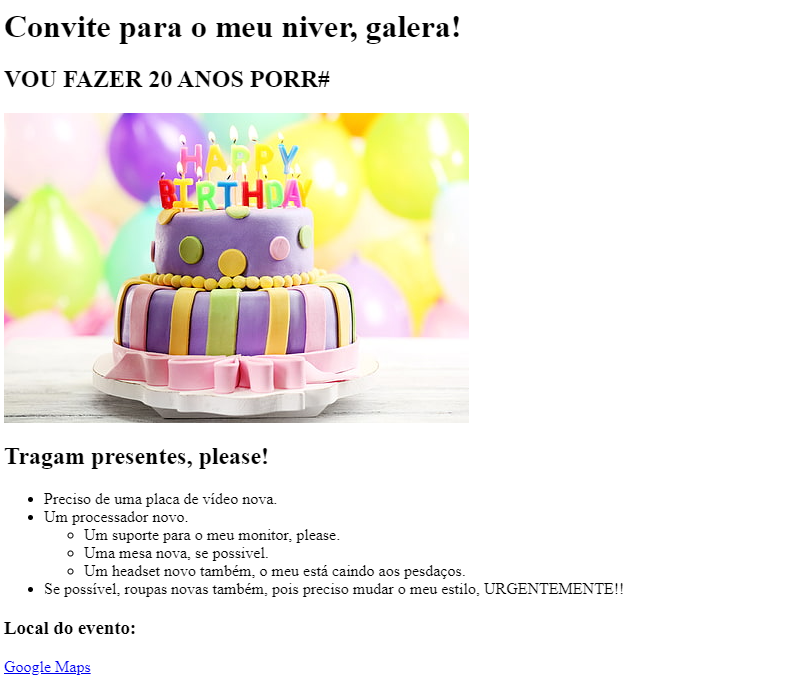 Convite para o meu niver, galera!
VOU FAZER 20 ANOS PORR#
HAPPY
BIRTHDAY
Tragam presentes, please!
Preciso de uma placa de vídeo nova.
Um processador novo.
Um suporte para o meu monitor, please.
Uma mesa nova, se possivel.
Um headset novo também, o meu está caindo aos pesdaços.
Se possível, roupas novas também, pois preciso mudar o meu estilo, URGENTEMENTE!!
Local do evento:
Google Maps